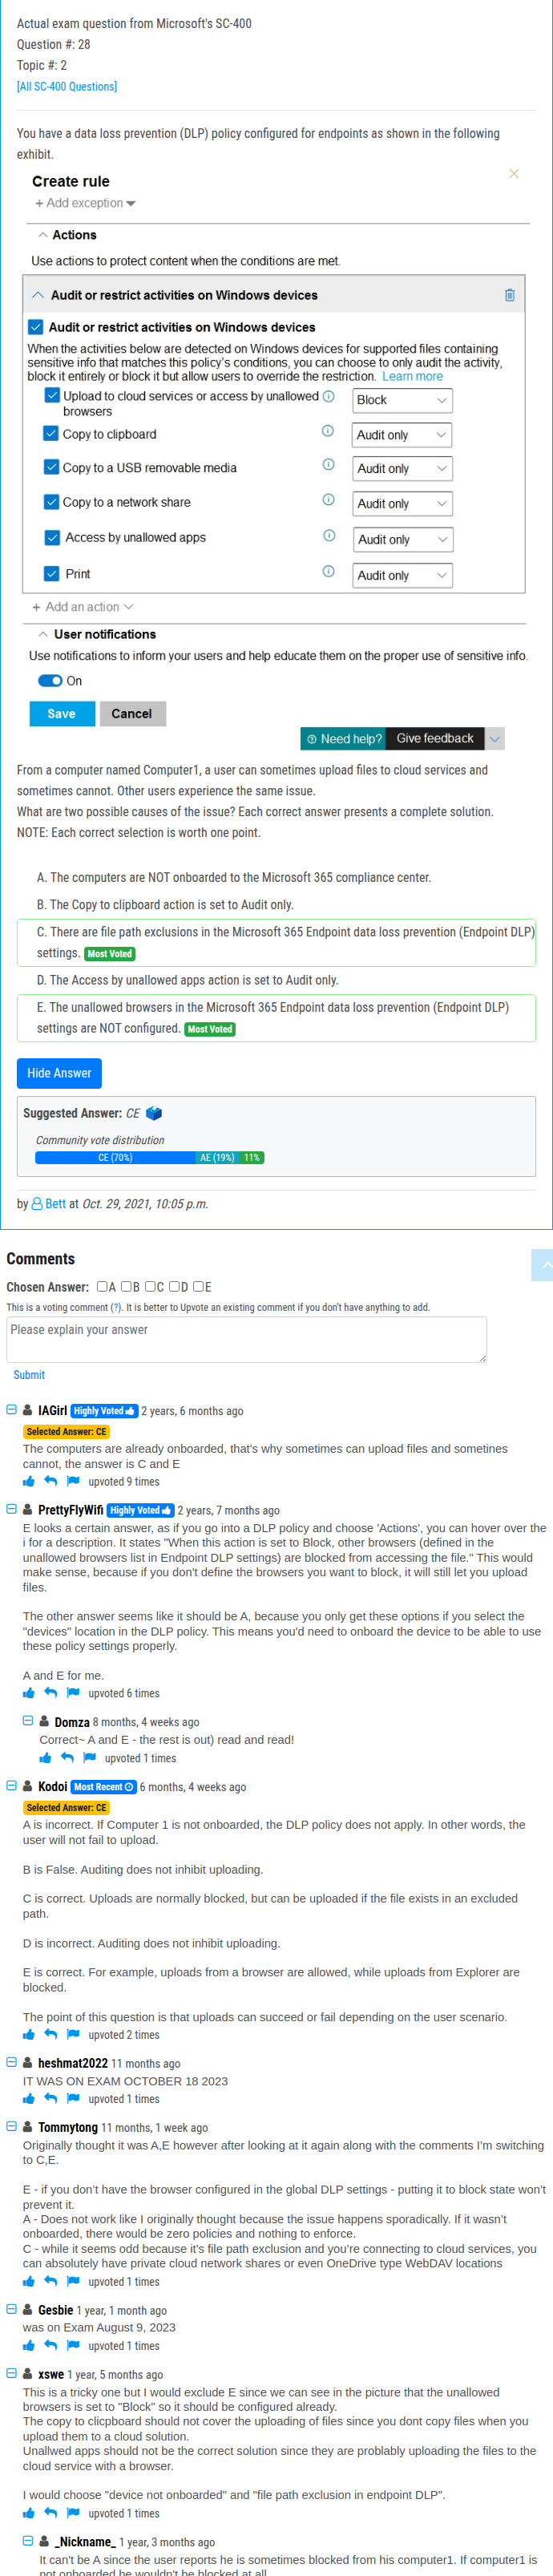 Actual exam question from Microsoft's SC-400
Question #: 28
Topic #: 2
[All SC-400 Questions]
You have a data loss prevention (DLP) policy configured for endpoints as shown in the following
exhibit.
Create rule
+ Add exception
Actions
Use actions to protect content when the conditions are met.
Audit or restrict activities on Windows devices
Audit or restrict activities on Windows devices
When the activities below are detected on Windows devices for supported files containing
sensitive info that matches this policy's conditions, you can choose to only audit the activity,
block it entirely or block it but allow users to override the restriction. Learn more
Upload to cloud services or access by unallowed
browsers
Block
Copy to clipboard Audit only
Copy to a USB removable media Audit only
Copy to a network share Audit only
Access by unallowed apps Audit only
Print Audit only
+ Add an action
User notifications
Use notifications to inform your users and help educate them on the proper use of sensitive info.
On
Save Cancel
Need help? Give feedback
From a computer named Computer1, a user can sometimes upload files to cloud services and
sometimes cannot. Other users experience the same issue.
What are two possible causes of the issue? Each correct answer presents a complete solution.
NOTE: Each correct selection is worth one point.
A. The computers are NOT onboarded to the Microsoft 365 compliance center.
B. The Copy to clipboard action is set to Audit only.
C. There are file path exclusions in the Microsoft 365 Endpoint data loss prevention (Endpoint DLP)
settings. Most Voted
D. The Access by unallowed apps action is set to Audit only.
E. The unallowed browsers in the Microsoft 365 Endpoint data loss prevention (Endpoint DLP)
settings are NOT configured. Most Voted
Hide Answer
Suggested Answer: CE
Community vote distribution
CE (70%) AE (19%) 11%
by Bett at Oct. 29, 2021, 10:05 p.m.
Comments
Chosen Answer: A B C D E
This is a voting comment (?). It is better to Upvote an existing comment if you don't have anything to add.
Please explain your answer
Submit
IAGirl Highly Voted 2 years, 6 months ago
Selected Answer: CE
The computers are already onboarded, that's why sometimes can upload files and sometines
cannot, the answer is C and E
upvoted 9 times
PrettyFlyWifi Highly Voted 2 years, 7 months ago
E looks a certain answer, as if you go into a DLP policy and choose 'Actions', you can hover over the
i for a description. It states "When this action is set to Block, other browsers (defined in the
unallowed browsers list in Endpoint DLP settings) are blocked from accessing the file." This would
make sense, because if you don't define the browsers you want to block, it will still let you upload
files.
The other answer seems like it should be A, because you only get these options if you select the
"devices" location in the DLP policy. This means you'd need to onboard the device to be able to use
these policy settings properly.
A and E for me.
upvoted 6 times
Domza 8 months, 4 weeks ago
Correct~ A and E - the rest is out) read and read!
upvoted 1 times
Kodoi Most Recent 6 months, 4 weeks ago
Selected Answer: CE
A is incorrect. If Computer 1 is not onboarded, the DLP policy does not apply. In other words, the
user will not fail to upload.
B is False. Auditing does not inhibit uploading.
C is correct. Uploads are normally blocked, but can be uploaded if the file exists in an excluded
path.
D is incorrect. Auditing does not inhibit uploading.
E is correct. For example, uploads from a browser are allowed, while uploads from Explorer are
blocked.
The point of this question is that uploads can succeed or fail depending on the user scenario.
upvoted 2 times
heshmat2022 11 months ago
IT WAS ON EXAM OCTOBER 18 2023
upvoted 1 times
Tommytong 11 months, 1 week ago
Originally thought it was A,E however after looking at it again along with the comments I'm switching
to C,E.
E - if you don't have the browser configured in the global DLP settings - putting it to block state won't
prevent it.
A - Does not work like I originally thought because the issue happens sporadically. If it wasn't
onboarded, there would be zero policies and nothing to enforce.
C - while it seems odd because it's file path exclusion and you're connecting to cloud services, you
can absolutely have private cloud network shares or even OneDrive type WebDAV locations
upvoted 1 times
Gesbie 1 year, 1 month ago
was on Exam August 9, 2023
upvoted 1 times
xswe 1 year, 5 months ago
This is a tricky one but I would exclude E since we can see in the picture that the unallowed
browsers is set to "Block" so it should be configured already.
The copy to clicpboard should not cover the uploading of files since you dont copy files when you
upload them to a cloud solution.
Unallwed apps should not be the correct solution since they are problably uploading the files to the
cloud service with a browser.
I would choose "device not onboarded" and "file path exclusion in endpoint DLP".
upvoted 1 times
_Nickname_ 1 year, 3 months ago
It can't be A since the user reports he is sometimes blocked from his computer1. If computer1 is
not onboarded he wouldn't be blocked at all